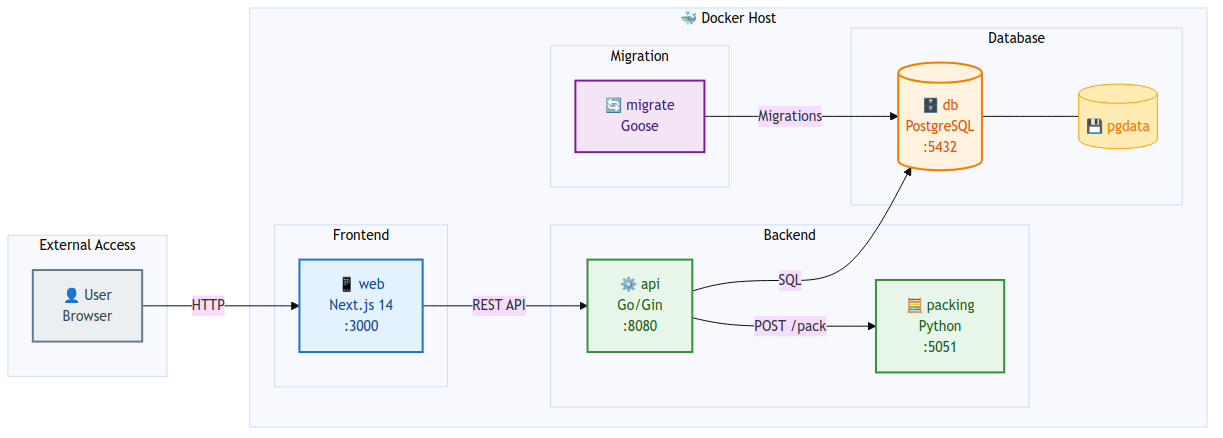 🐳 Docker Host
External Access
👤 User
Browser
HTTP
Frontend
📱 web
Next.js 14
:3000
REST API
Migration
🔄 migrate
Goose
Migrations
Database
🗄️ db
PostgreSQL
:5432
💾 pgdata
Backend
⚙️ api
Go/Gin
:8080
SQL
POST /pack
🧮 packing
Python
:5051